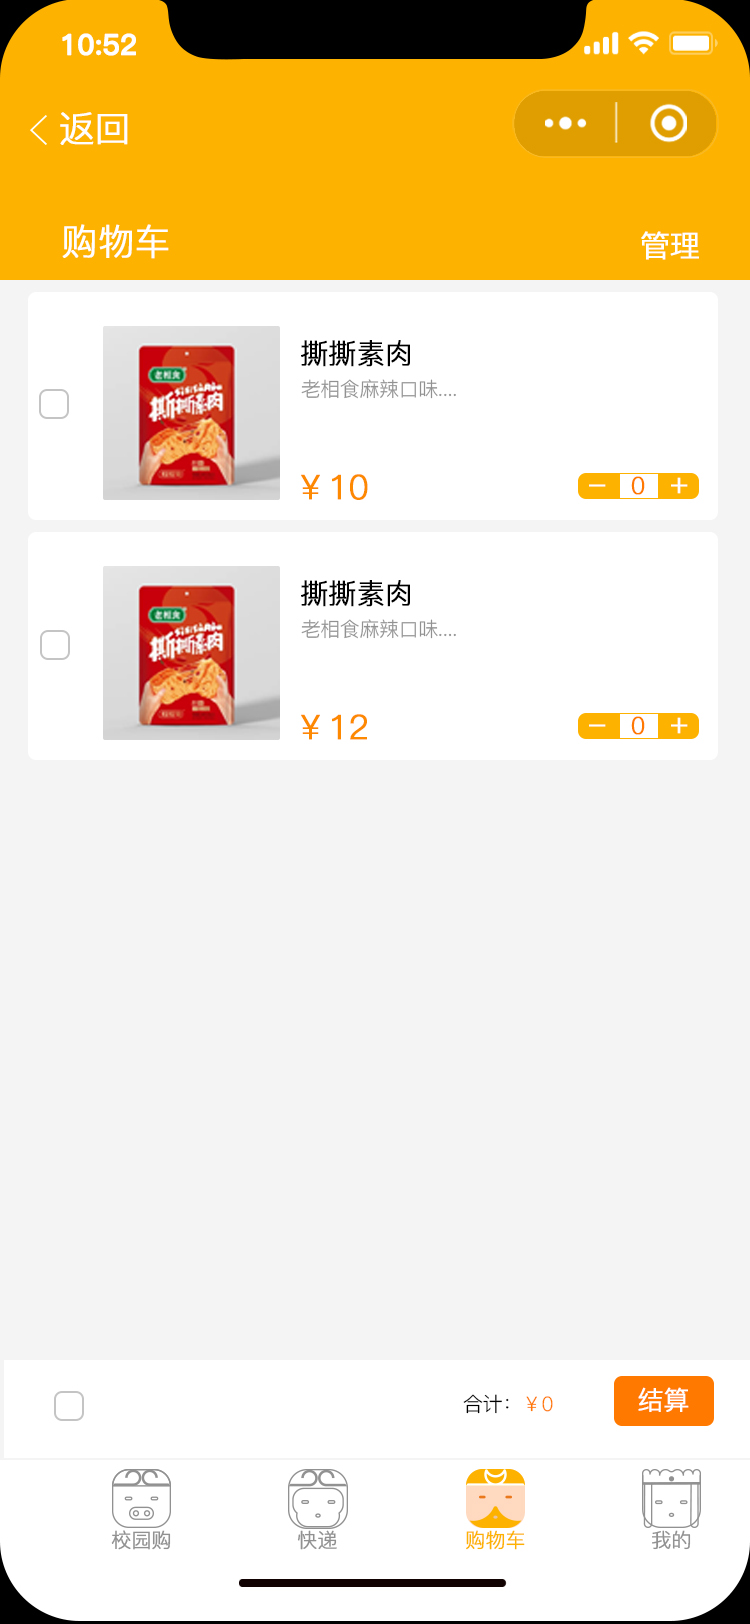 10:52
返回
购物车
管理
老相食
撕撕素肉
撕撕素肉
老相食麻辣口味....
¥ 10
0
老相食
撕撕素肉
撕撕素肉
老相食麻辣口味....
¥ 12
0
合计: ¥ 0
结算
校园购
快递
购物车
我的